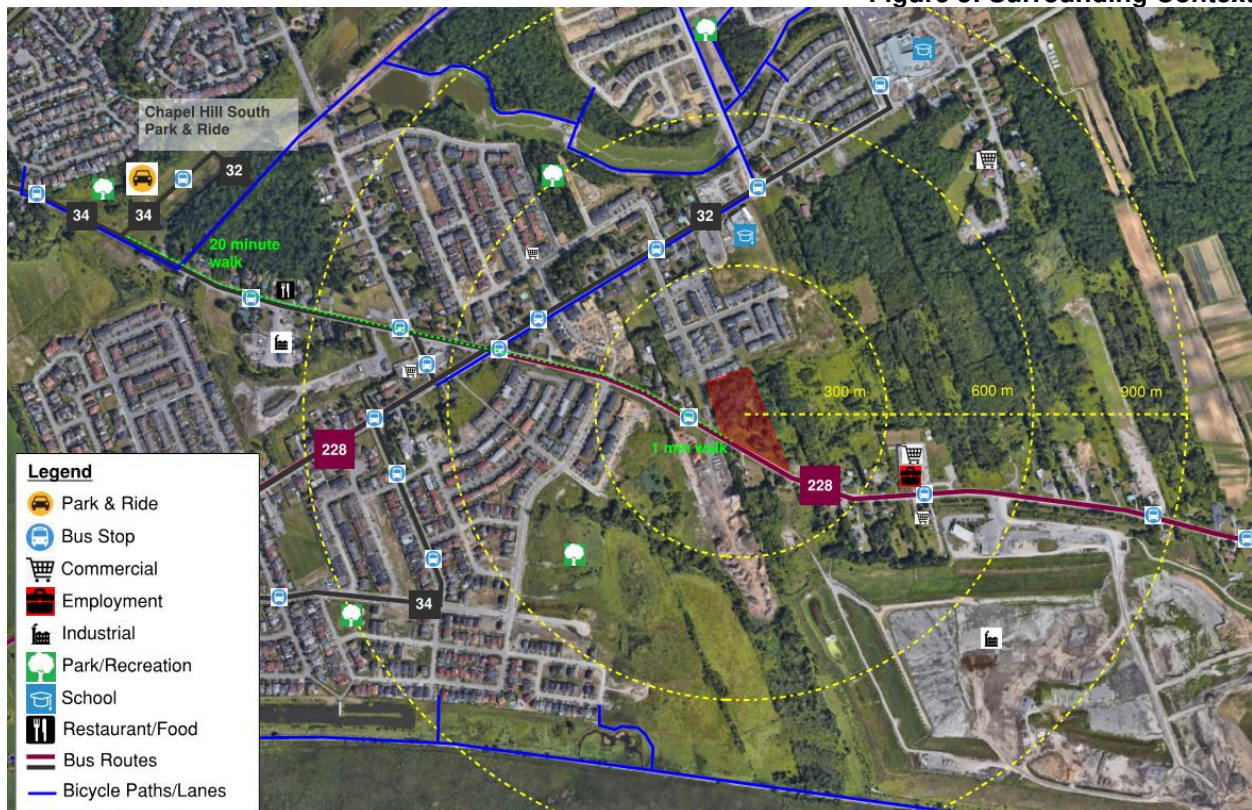 Figure 3: Surrounding Context
Chapel Hill South
Park & Ride
32
34
34
20 minute
walk
32
300 m
600 m
900 m
1 min walk
228
228
34
Legend
Park & Ride
Bus Stop
Commercial
Employment
Industrial
Park/Recreation
School
Restaurant/Food
Bus Routes
Bicycle Paths/Lanes